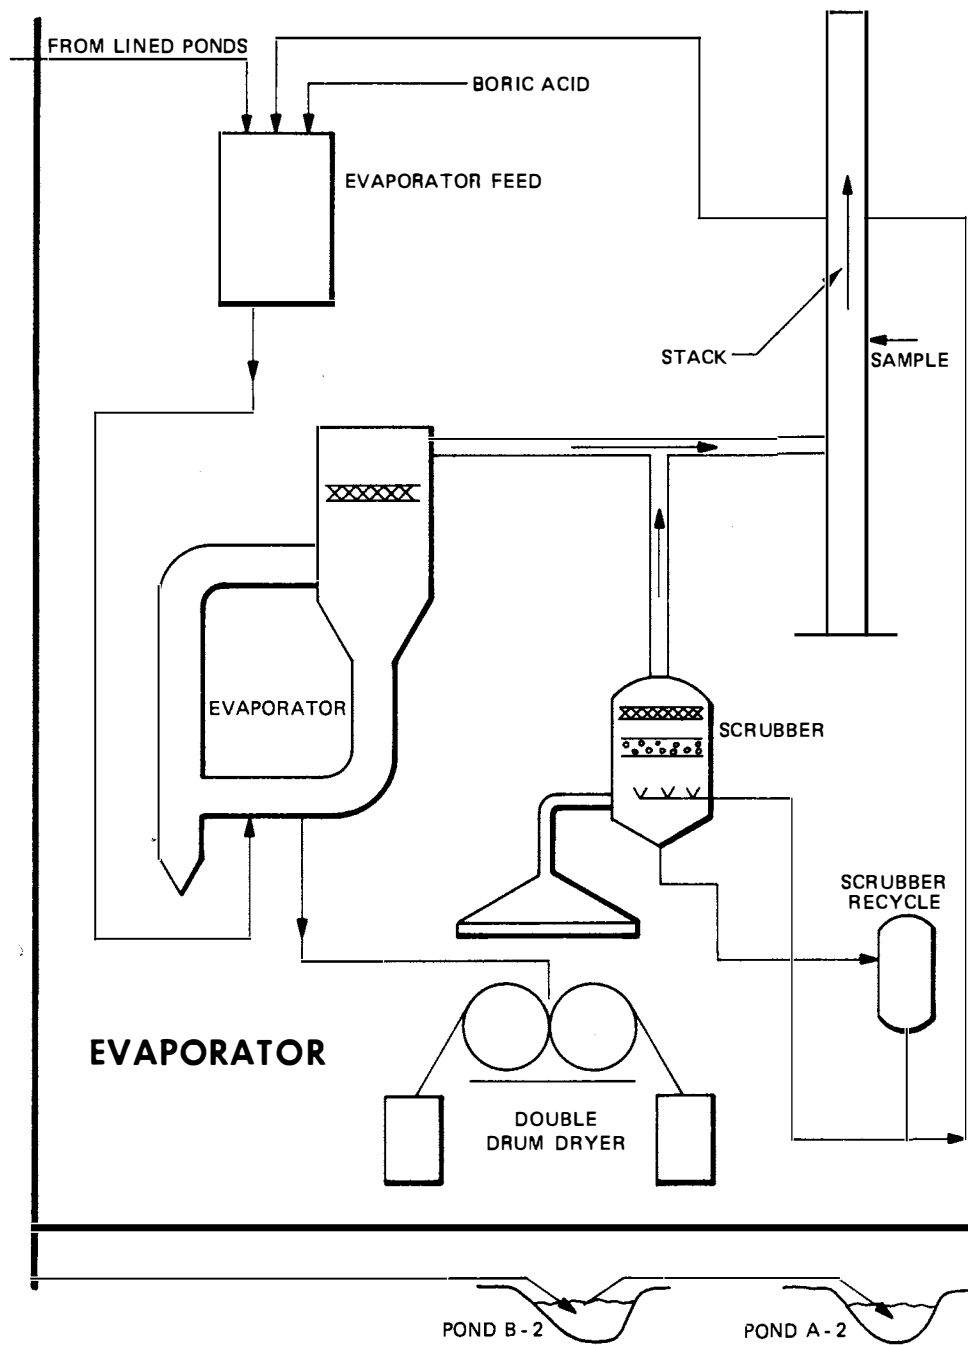 FROM LINED PONDS
BORIC ACID
EVAPORATOR FEED
STACK
SAMPLE
EVAPORATOR
SCRUBBER
SCRUBBER
RECYCLE
EVAPORATOR
DOUBLE
DRUM DRYER
POND B-2
POND A-2